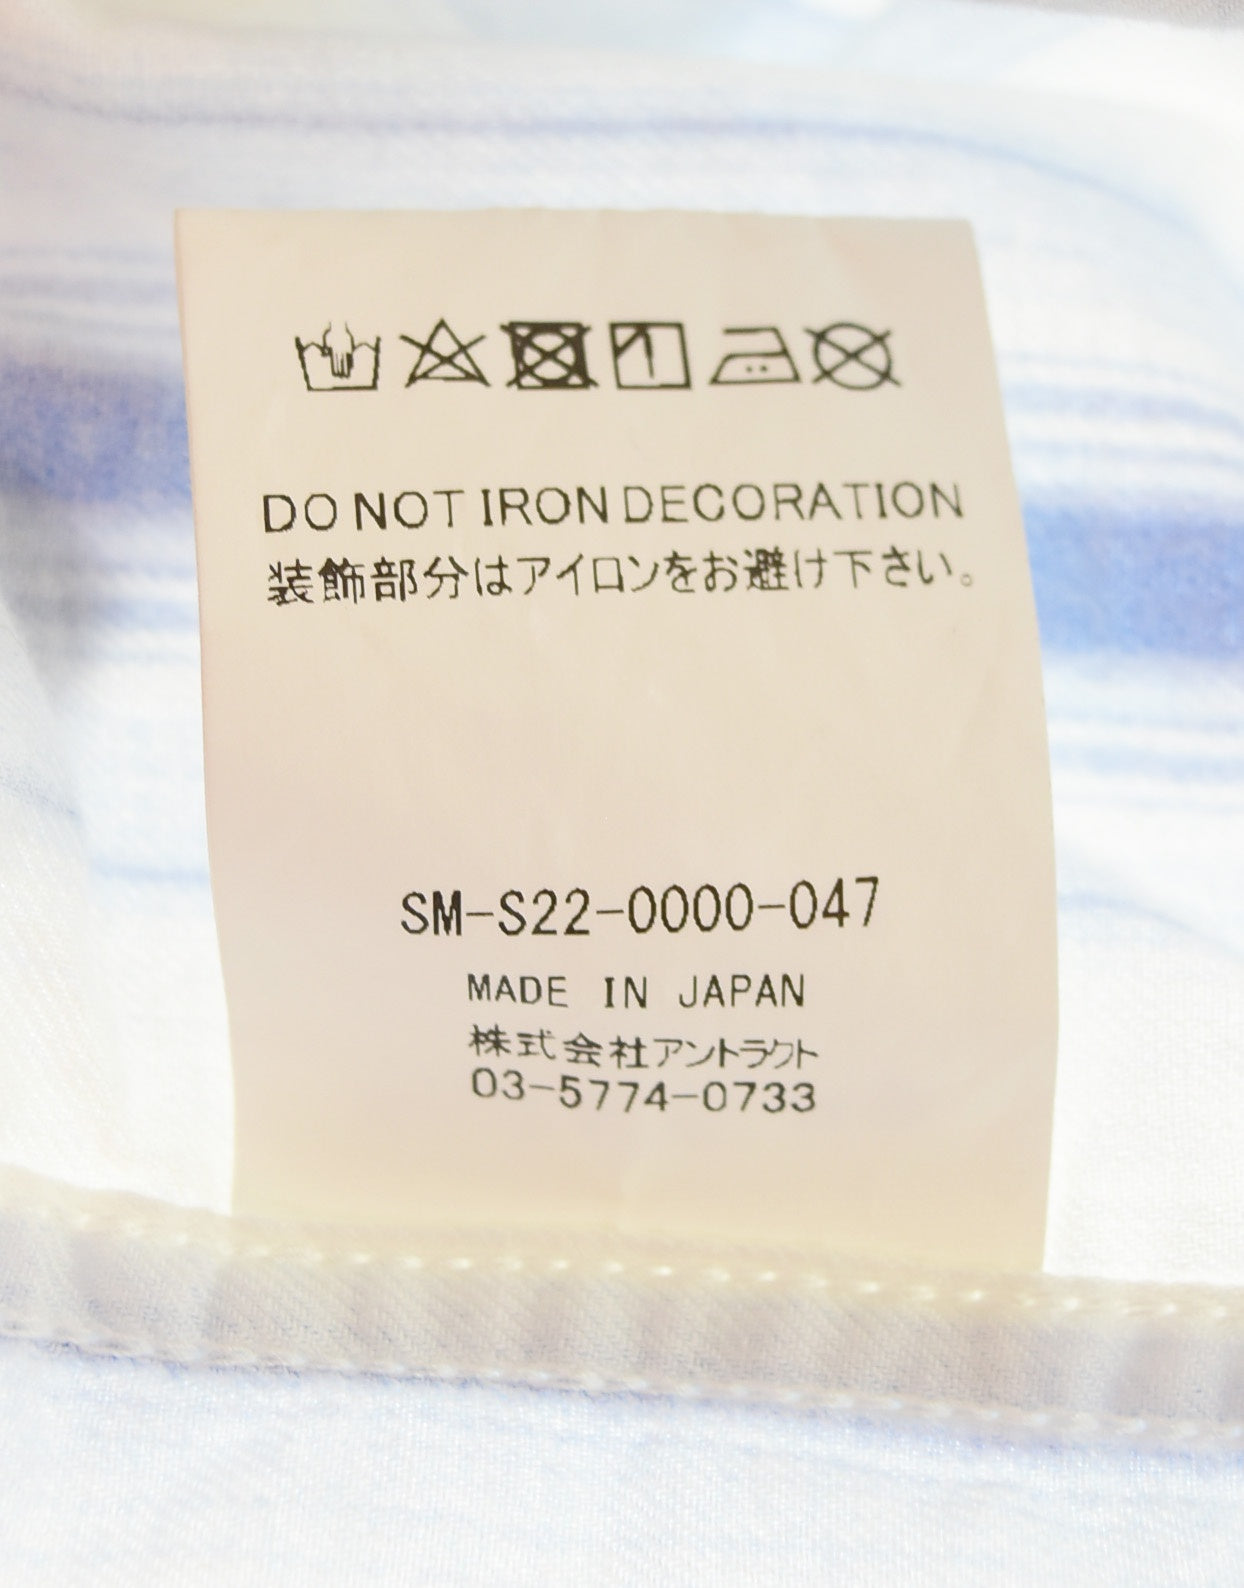 DO NOT IRON DECORATION
装飾部分はアイロンをお避け下さい。
SM-S22-0000-047
MADE IN JAPAN
株式会社アントラクト
03-5774-0733